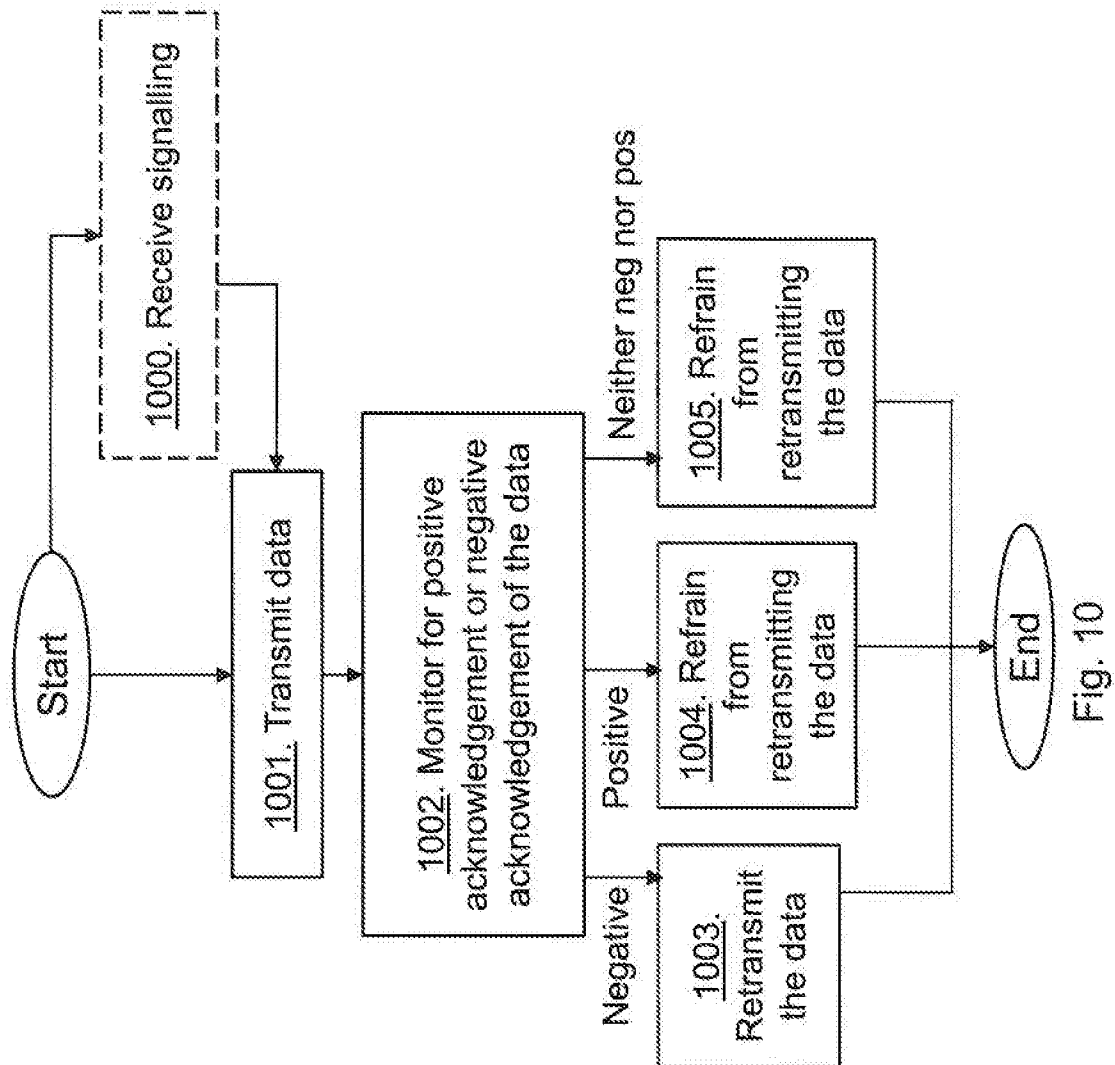 Start
1000. Receive signalling
1001. Transmit data
1002. Monitor for positive
acknowledgement or negative
acknowledgement of the data
Negative
Positive
Neither neg nor pos
1003.
Retransmit
the data
1004. Refrain
from
retransmitting
the data
1005. Refrain
from
retransmitting
the data
End
Fig. 10